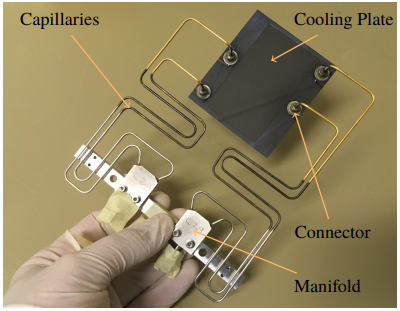 Capillaries
Cooling Plate
Connector
Manifold